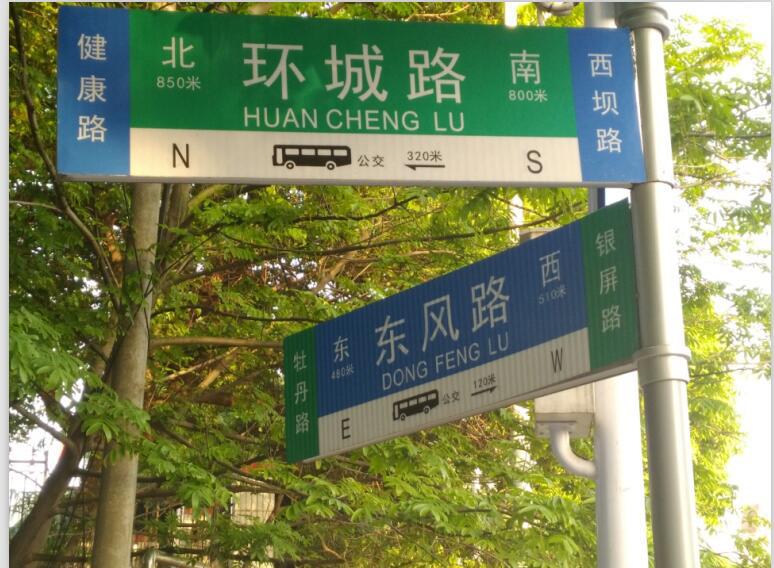 健康路
北
850米
环城路
HUAN CHENG LU
南
800米
西坝路
N
公交
320米
S
牡丹路
东
480米
东风路
DONG FENG LU
西
510米
银屏路
E
公交
120米
W